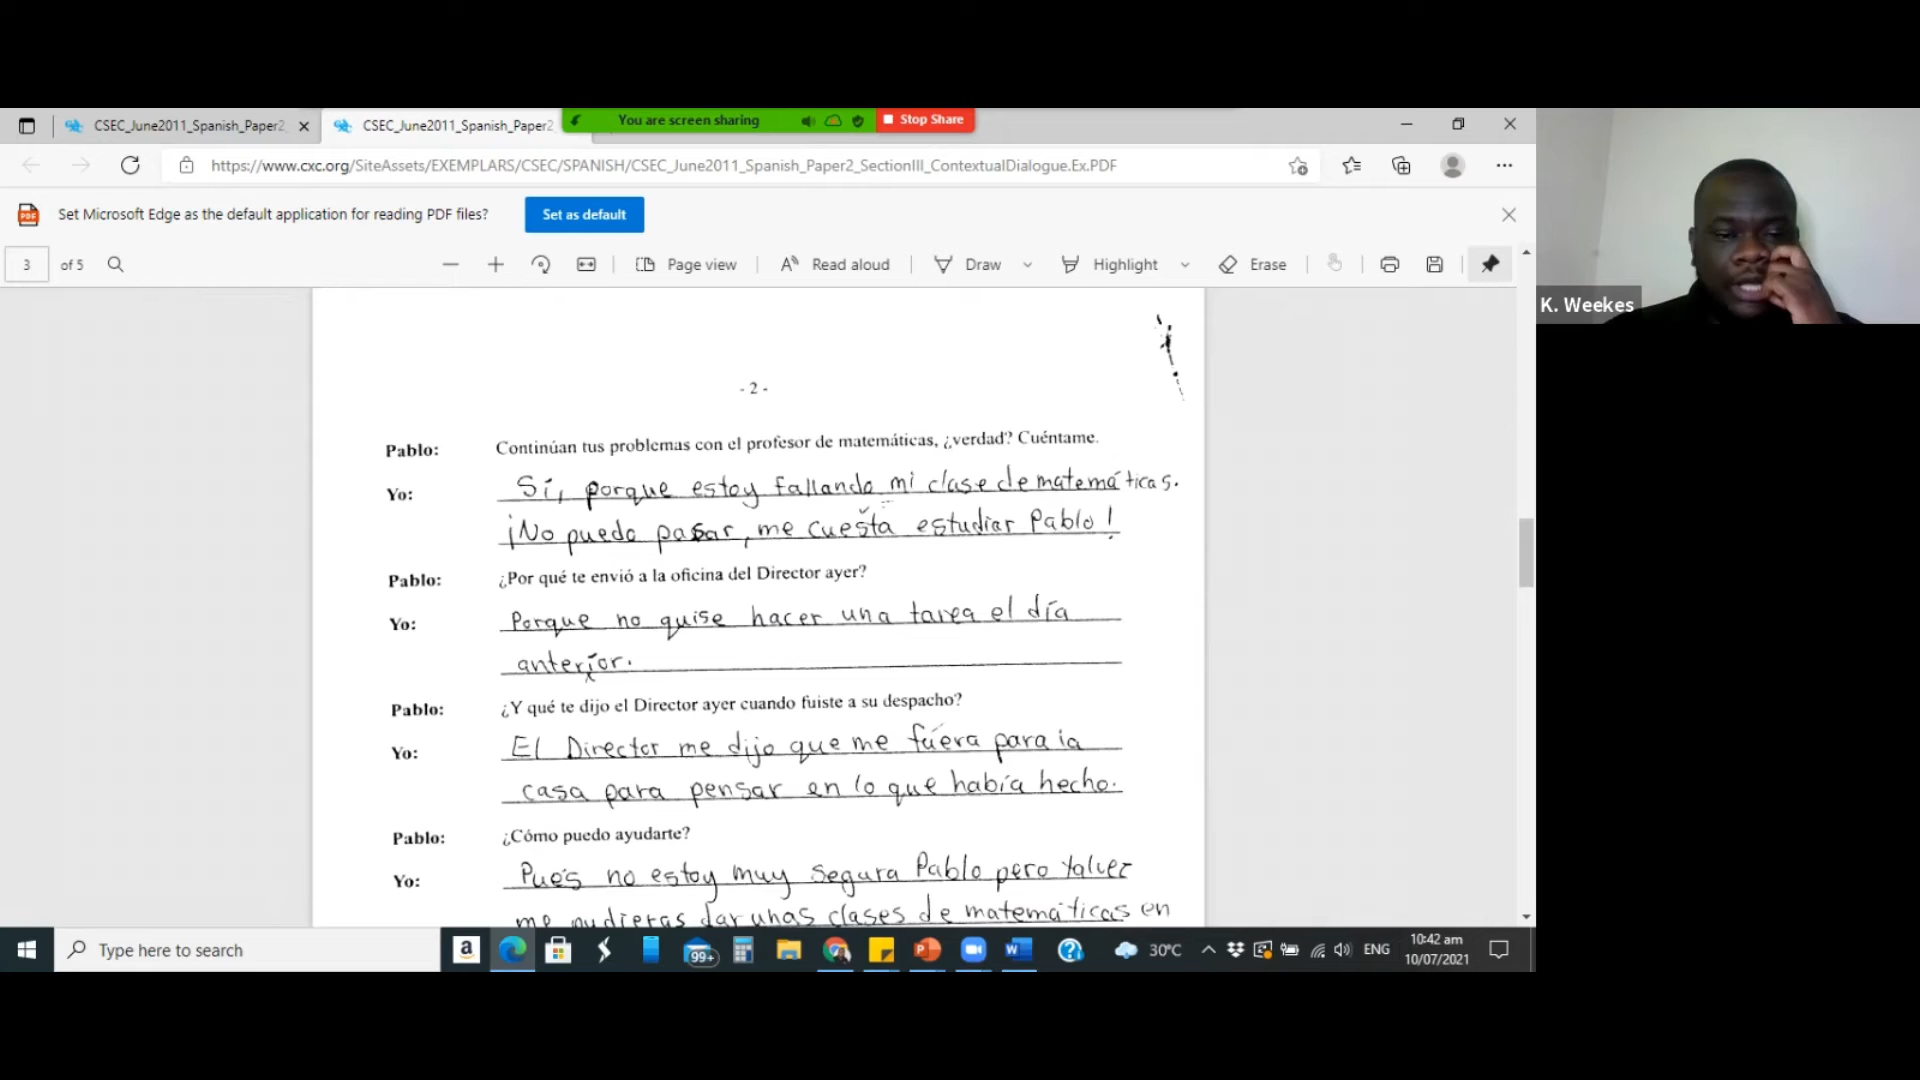 CSEC_June2011_Spanish_Paper2
CSEC_June2011_Spanish_Paper2
You are screen sharing
Stop Share
https://www.cxc.org/SiteAssets/EXEMPLARS/CSEC/SPANISH/CSEC_June2011_Spanish_Paper2_SectionIII_ContextualDialogue.Ex.PDF
PDF
Set Microsoft Edge as the default application for reading PDF files?
Set as default
3 of 5
Page view
Read aloud
Draw
Highlight
Erase
K. Weekes
- 2 -
Pablo: Continúan tus problemas con el profesor de matemáticas, ¿verdad? Cuéntame.
Yo: Sí, porque estoy fallando mi clase de matemáticas.
¡No puedo pasar, me cuesta estudiar Pablo!
Pablo: ¿Por qué te envió a la oficina del Director ayer?
Yo: Porque no quise hacer una tarea el día
anterior.
Pablo: ¿Y qué te dijo el Director ayer cuando fuiste a su despacho?
Yo: El Director me dijo que me fúera para la
casa para pensar en lo que había hecho.
Pablo: ¿Cómo puedo ayudarte?
Yo: Pués no estoy muy segura Pablo pero talvez
me pudieras dar unas clases de matemáticas en
Type here to search
a
99+
30°C
ENG
10:42 am
10/07/2021